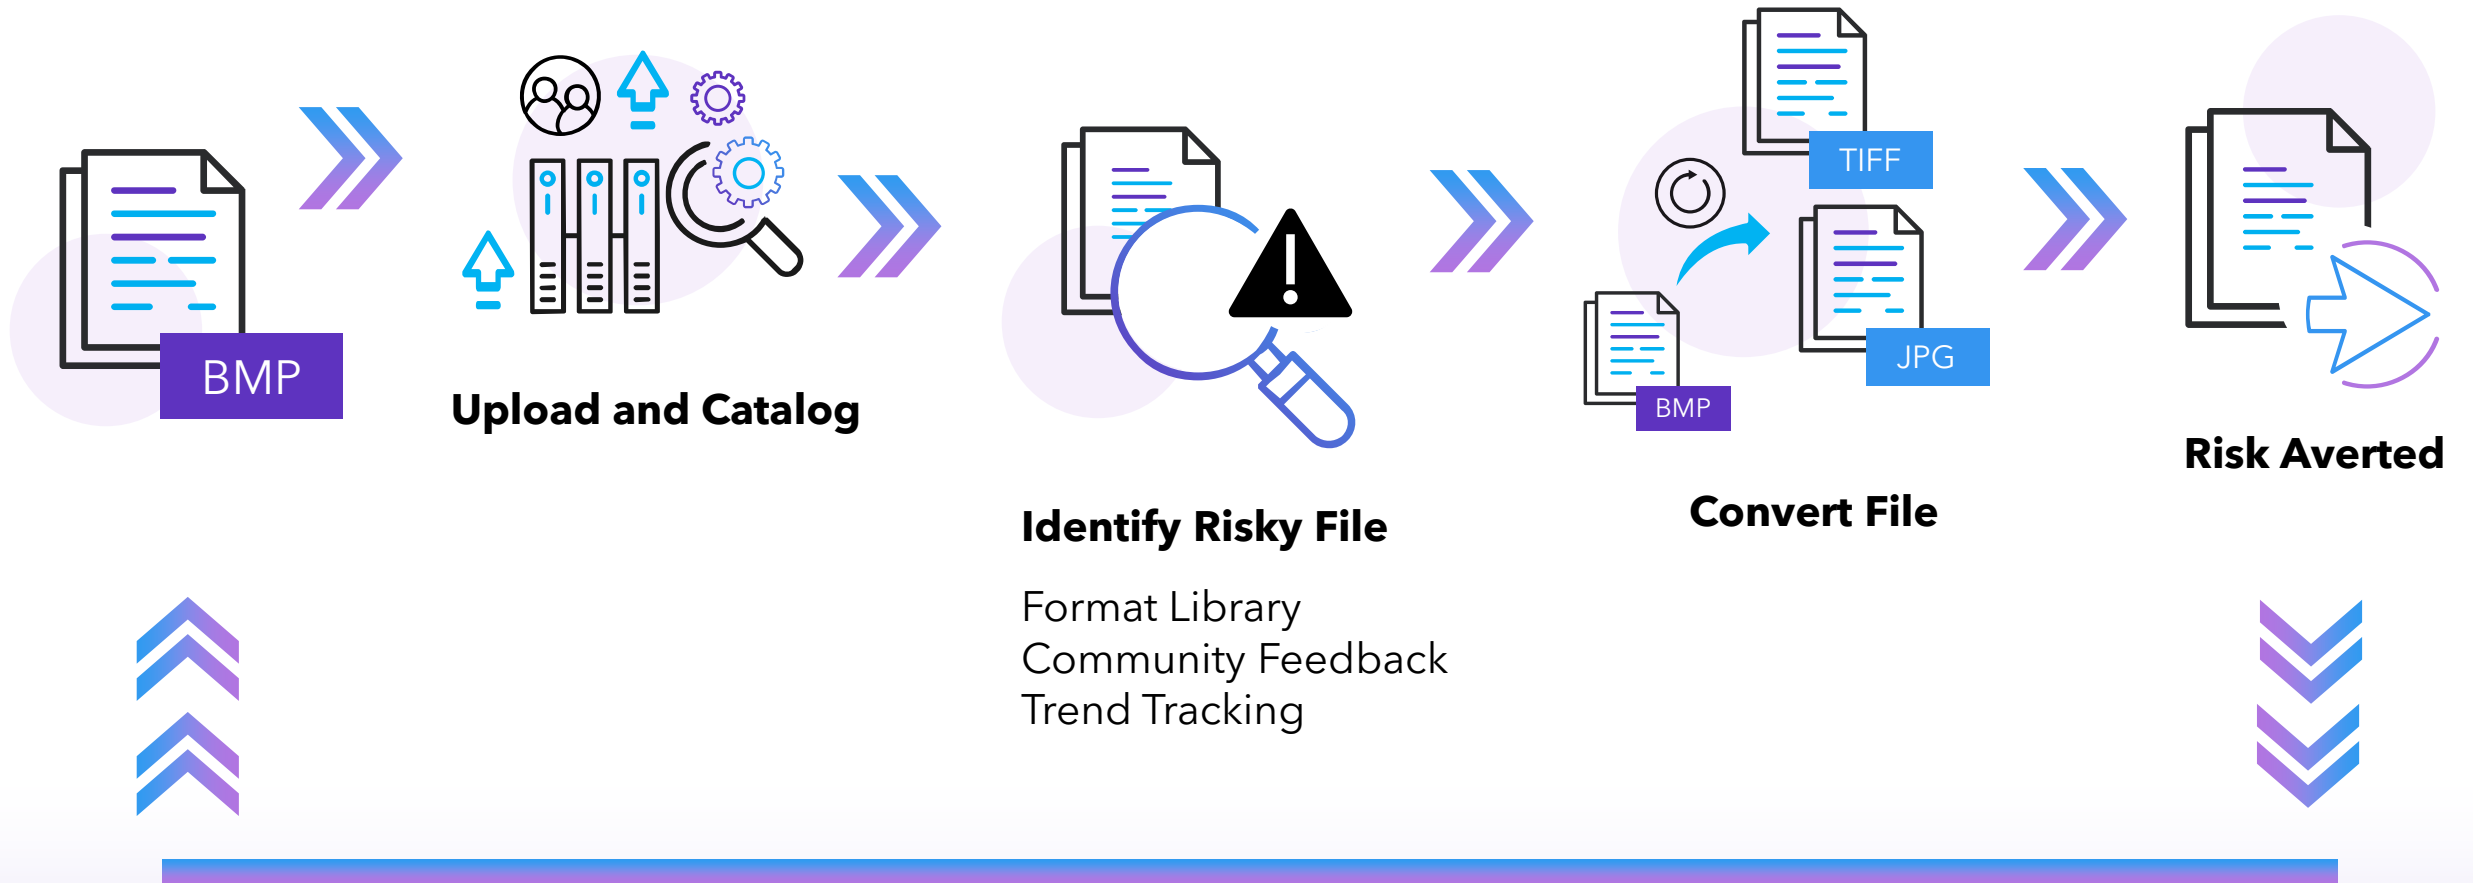 BMP
Upload and Catalog
Identify Risky File
Format Library
Community Feedback
Trend Tracking
TIFF
JPG
BMP
Convert File
Risk Averted